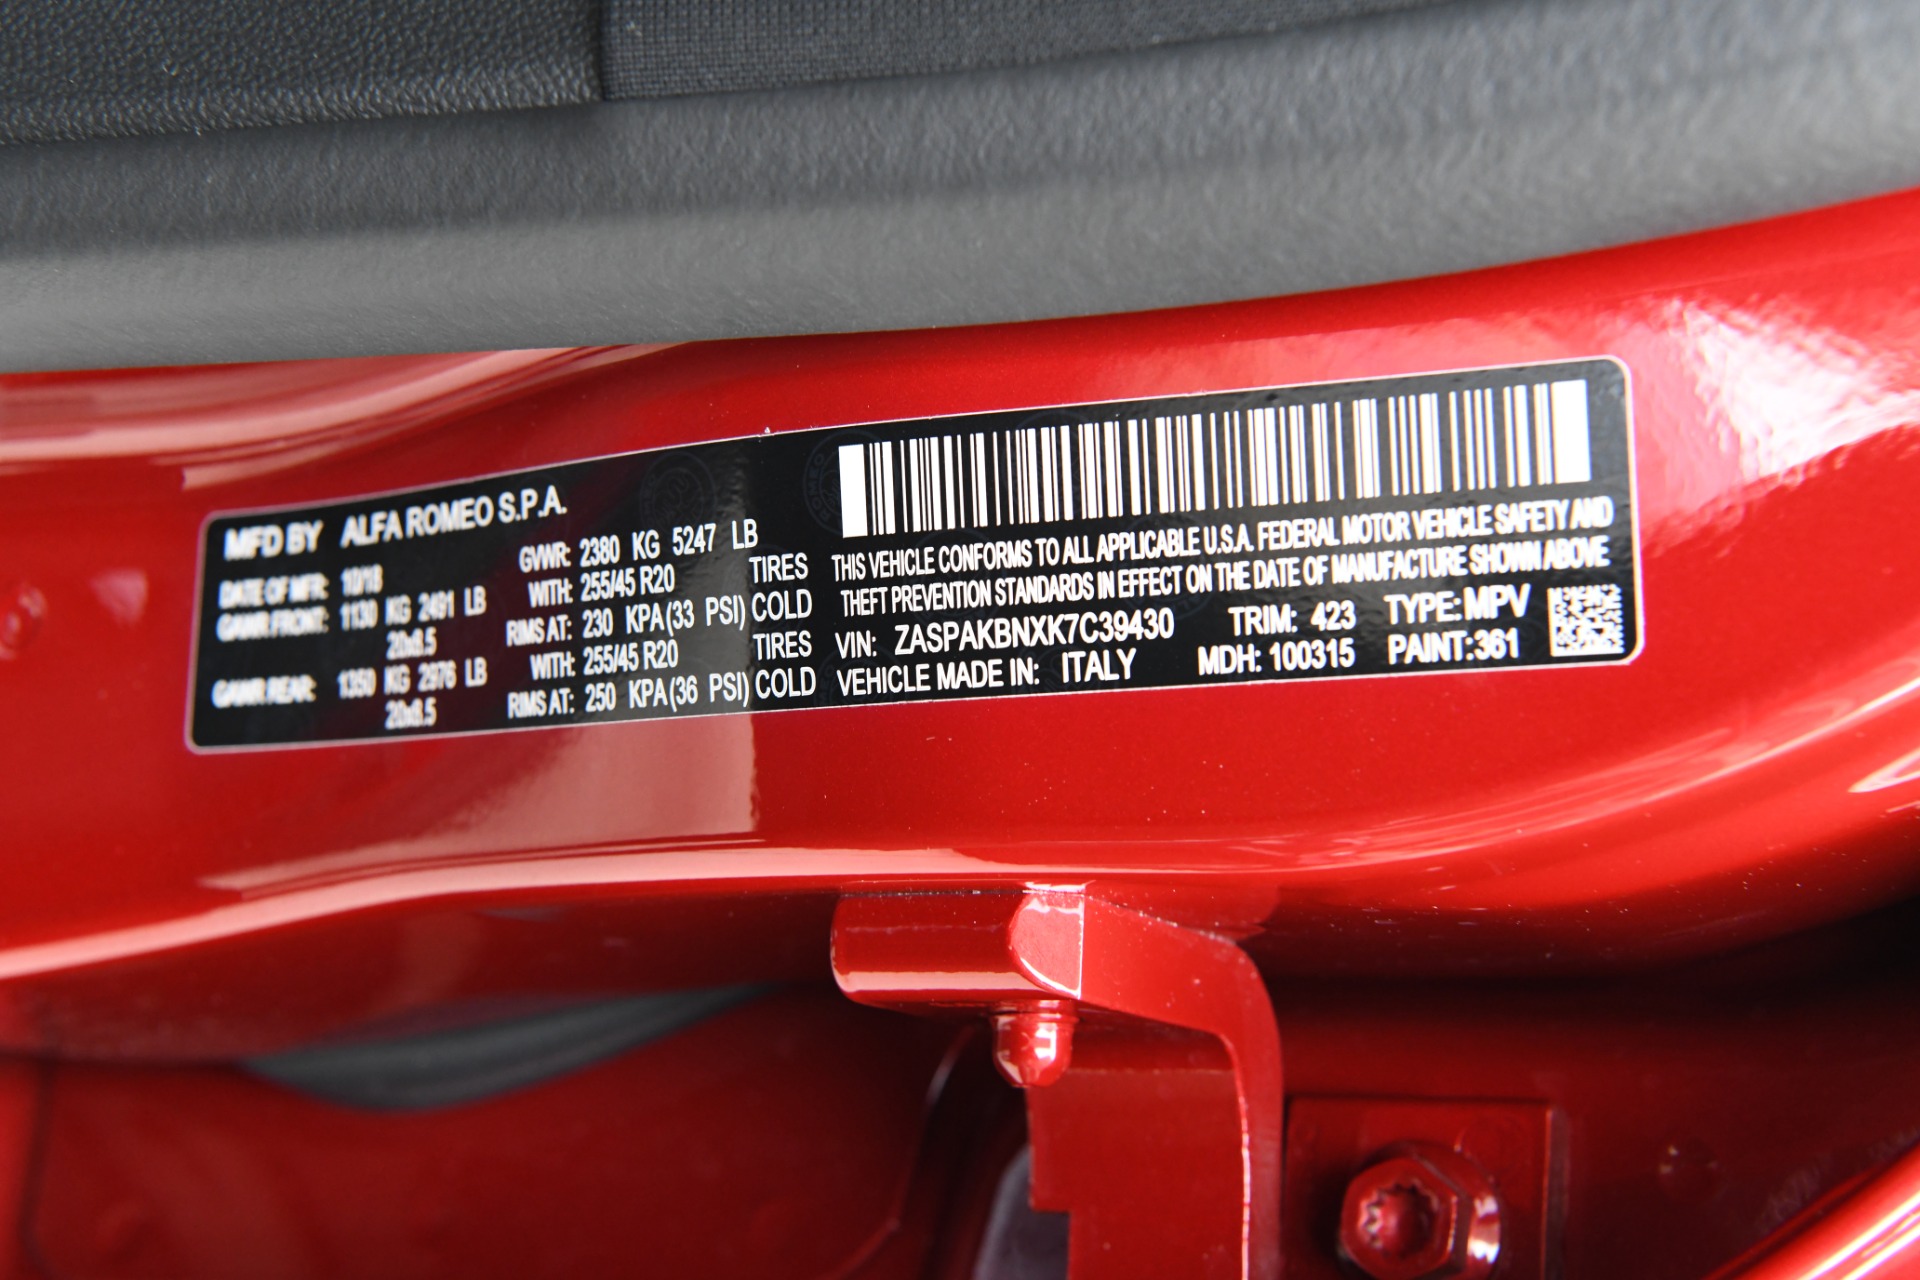 MFD BY ALFA ROMEO S.P.A.
DATE OF MFR: 10/18 GVWR: 2380 KG 5247 LB
GAWR FRONT: 1130 KG 2491 LB WITH: 255/45 R20 TIRES
20x8.5 RIMS AT: 230 KPA(33 PSI) COLD
GAWR REAR: 1350 KG 2976 LB WITH: 255/45 R20 TIRES
20x8.5 RIMS AT: 250 KPA(36 PSI) COLD
THIS VEHICLE CONFORMS TO ALL APPLICABLE U.S.A. FEDERAL MOTOR VEHICLE SAFETY AND
THEFT PREVENTION STANDARDS IN EFFECT ON THE DATE OF MANUFACTURE SHOWN ABOVE
VIN: ZASPAKBNXK7C39430 TRIM: 423 TYPE: MPV
VEHICLE MADE IN: ITALY MDH: 100315 PAINT: 361